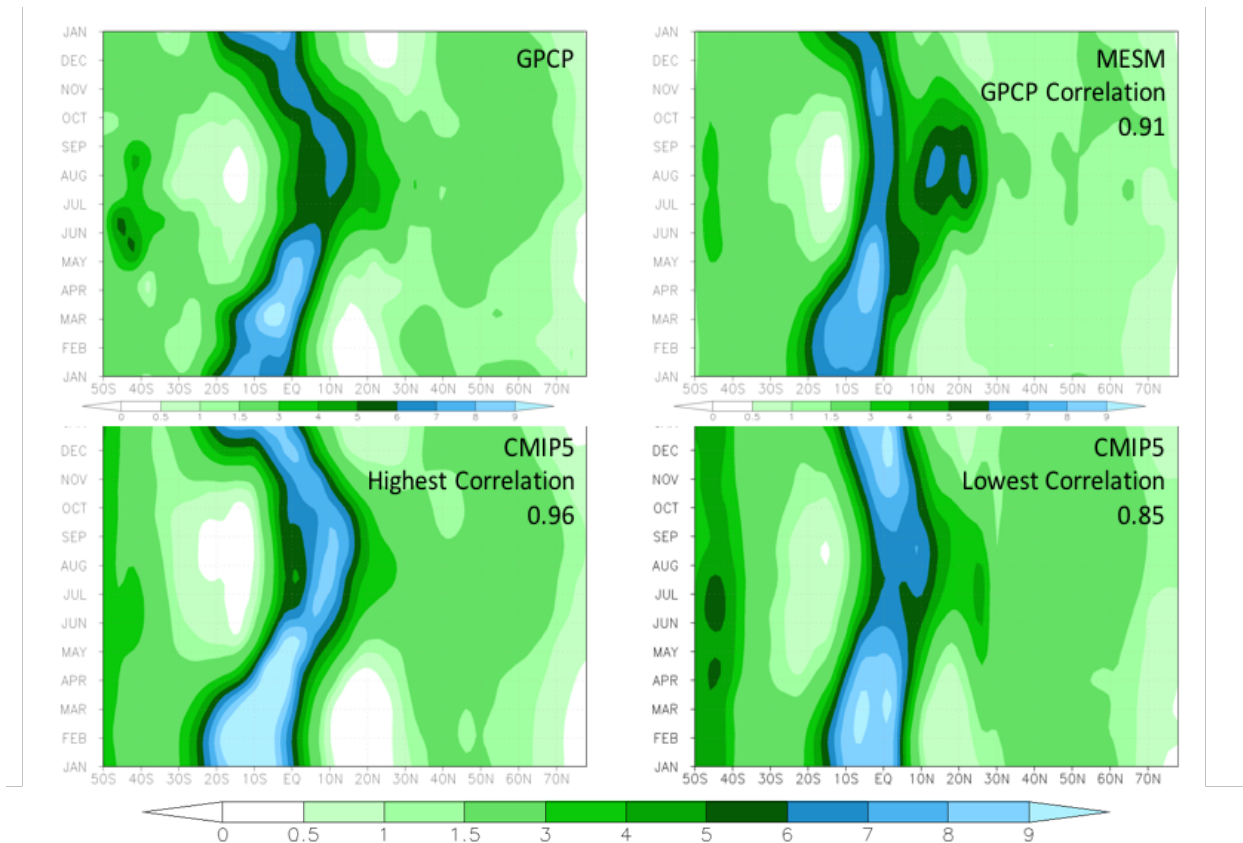 JAN
DEC
NOV
OCT
SEP
AUG
JUL
JUN
MAY
APR
MAR
FEB
JAN
50S 40S 30S 20S 10S EQ 10N 20N 30N 40N 50N 60N 70N
GPCP
0 0.5 1 1.5 3 4 5 6 7 8 9
JAN
DEC
NOV
OCT
SEP
AUG
JUL
JUN
MAY
APR
MAR
FEB
JAN
50S 40S 30S 20S 10S EQ 10N 20N 30N 40N 50N 60N 70N
MESM
GPCP Correlation
0.91
0 0.5 1 1.5 3 4 5 6 7 8 9
DEC
NOV
OCT
SEP
AUG
JUL
JUN
MAY
APR
MAR
FEB
JAN
50S 40S 30S 20S 10S EQ 10N 20N 30N 40N 50N 60N 70N
CMIP5
Highest Correlation
0.96
DEC
NOV
OCT
SEP
AUG
JUL
JUN
MAY
APR
MAR
FEB
JAN
50S 40S 30S 20S 10S EQ 10N 20N 30N 40N 50N 60N 70N
CMIP5
Lowest Correlation
0.85
0 0.5 1 1.5 3 4 5 6 7 8 9